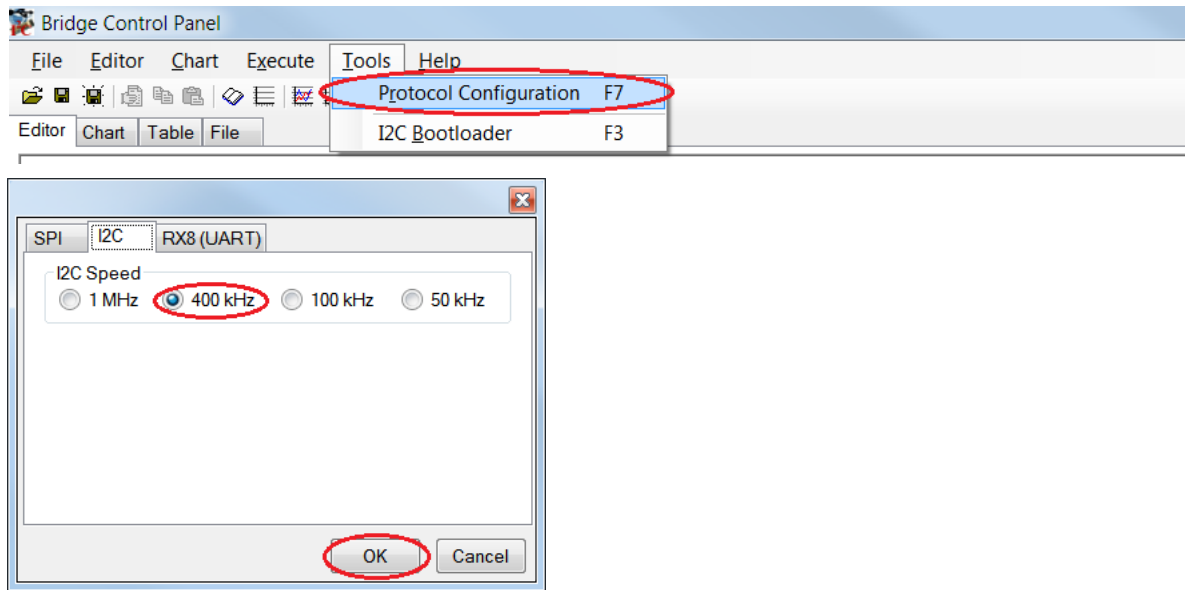 Bridge Control Panel
File Editor Chart Execute Tools Help
Protocol Configuration F7
Editor Chart Table File
I2C Bootloader F3
SPI I2C RX8 (UART)
I2C Speed
1 MHz 400 kHz 100 kHz 50 kHz
OK Cancel